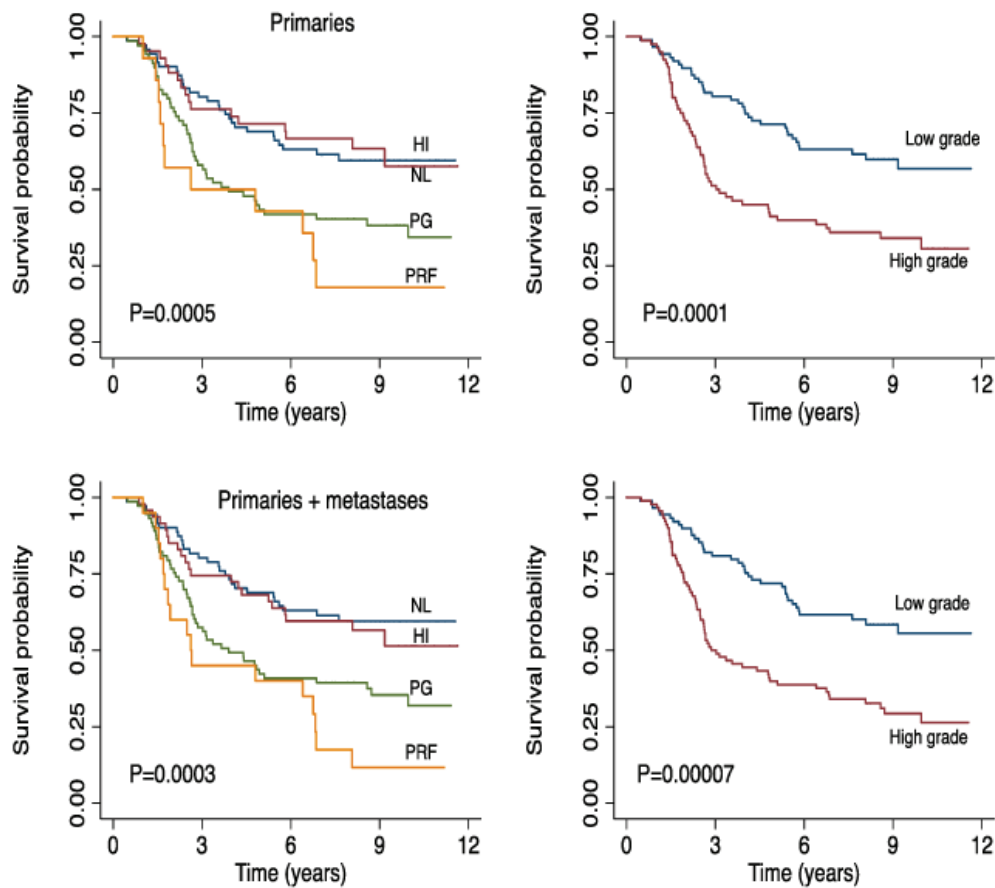 Primaries
Survival probability
1.00
0.75
0.50
0.25
0.00
HI
NL
PG
PRF
P=0.0005
0 3 6 9 12
Time (years)
Survival probability
1.00
0.75
0.50
0.25
0.00
Low grade
High grade
P=0.0001
0 3 6 9 12
Time (years)
Primaries + metastases
Survival probability
1.00
0.75
0.50
0.25
0.00
NL
HI
PG
PRF
P=0.0003
0 3 6 9 12
Time (years)
Survival probability
1.00
0.75
0.50
0.25
0.00
Low grade
High grade
P=0.00007
0 3 6 9 12
Time (years)